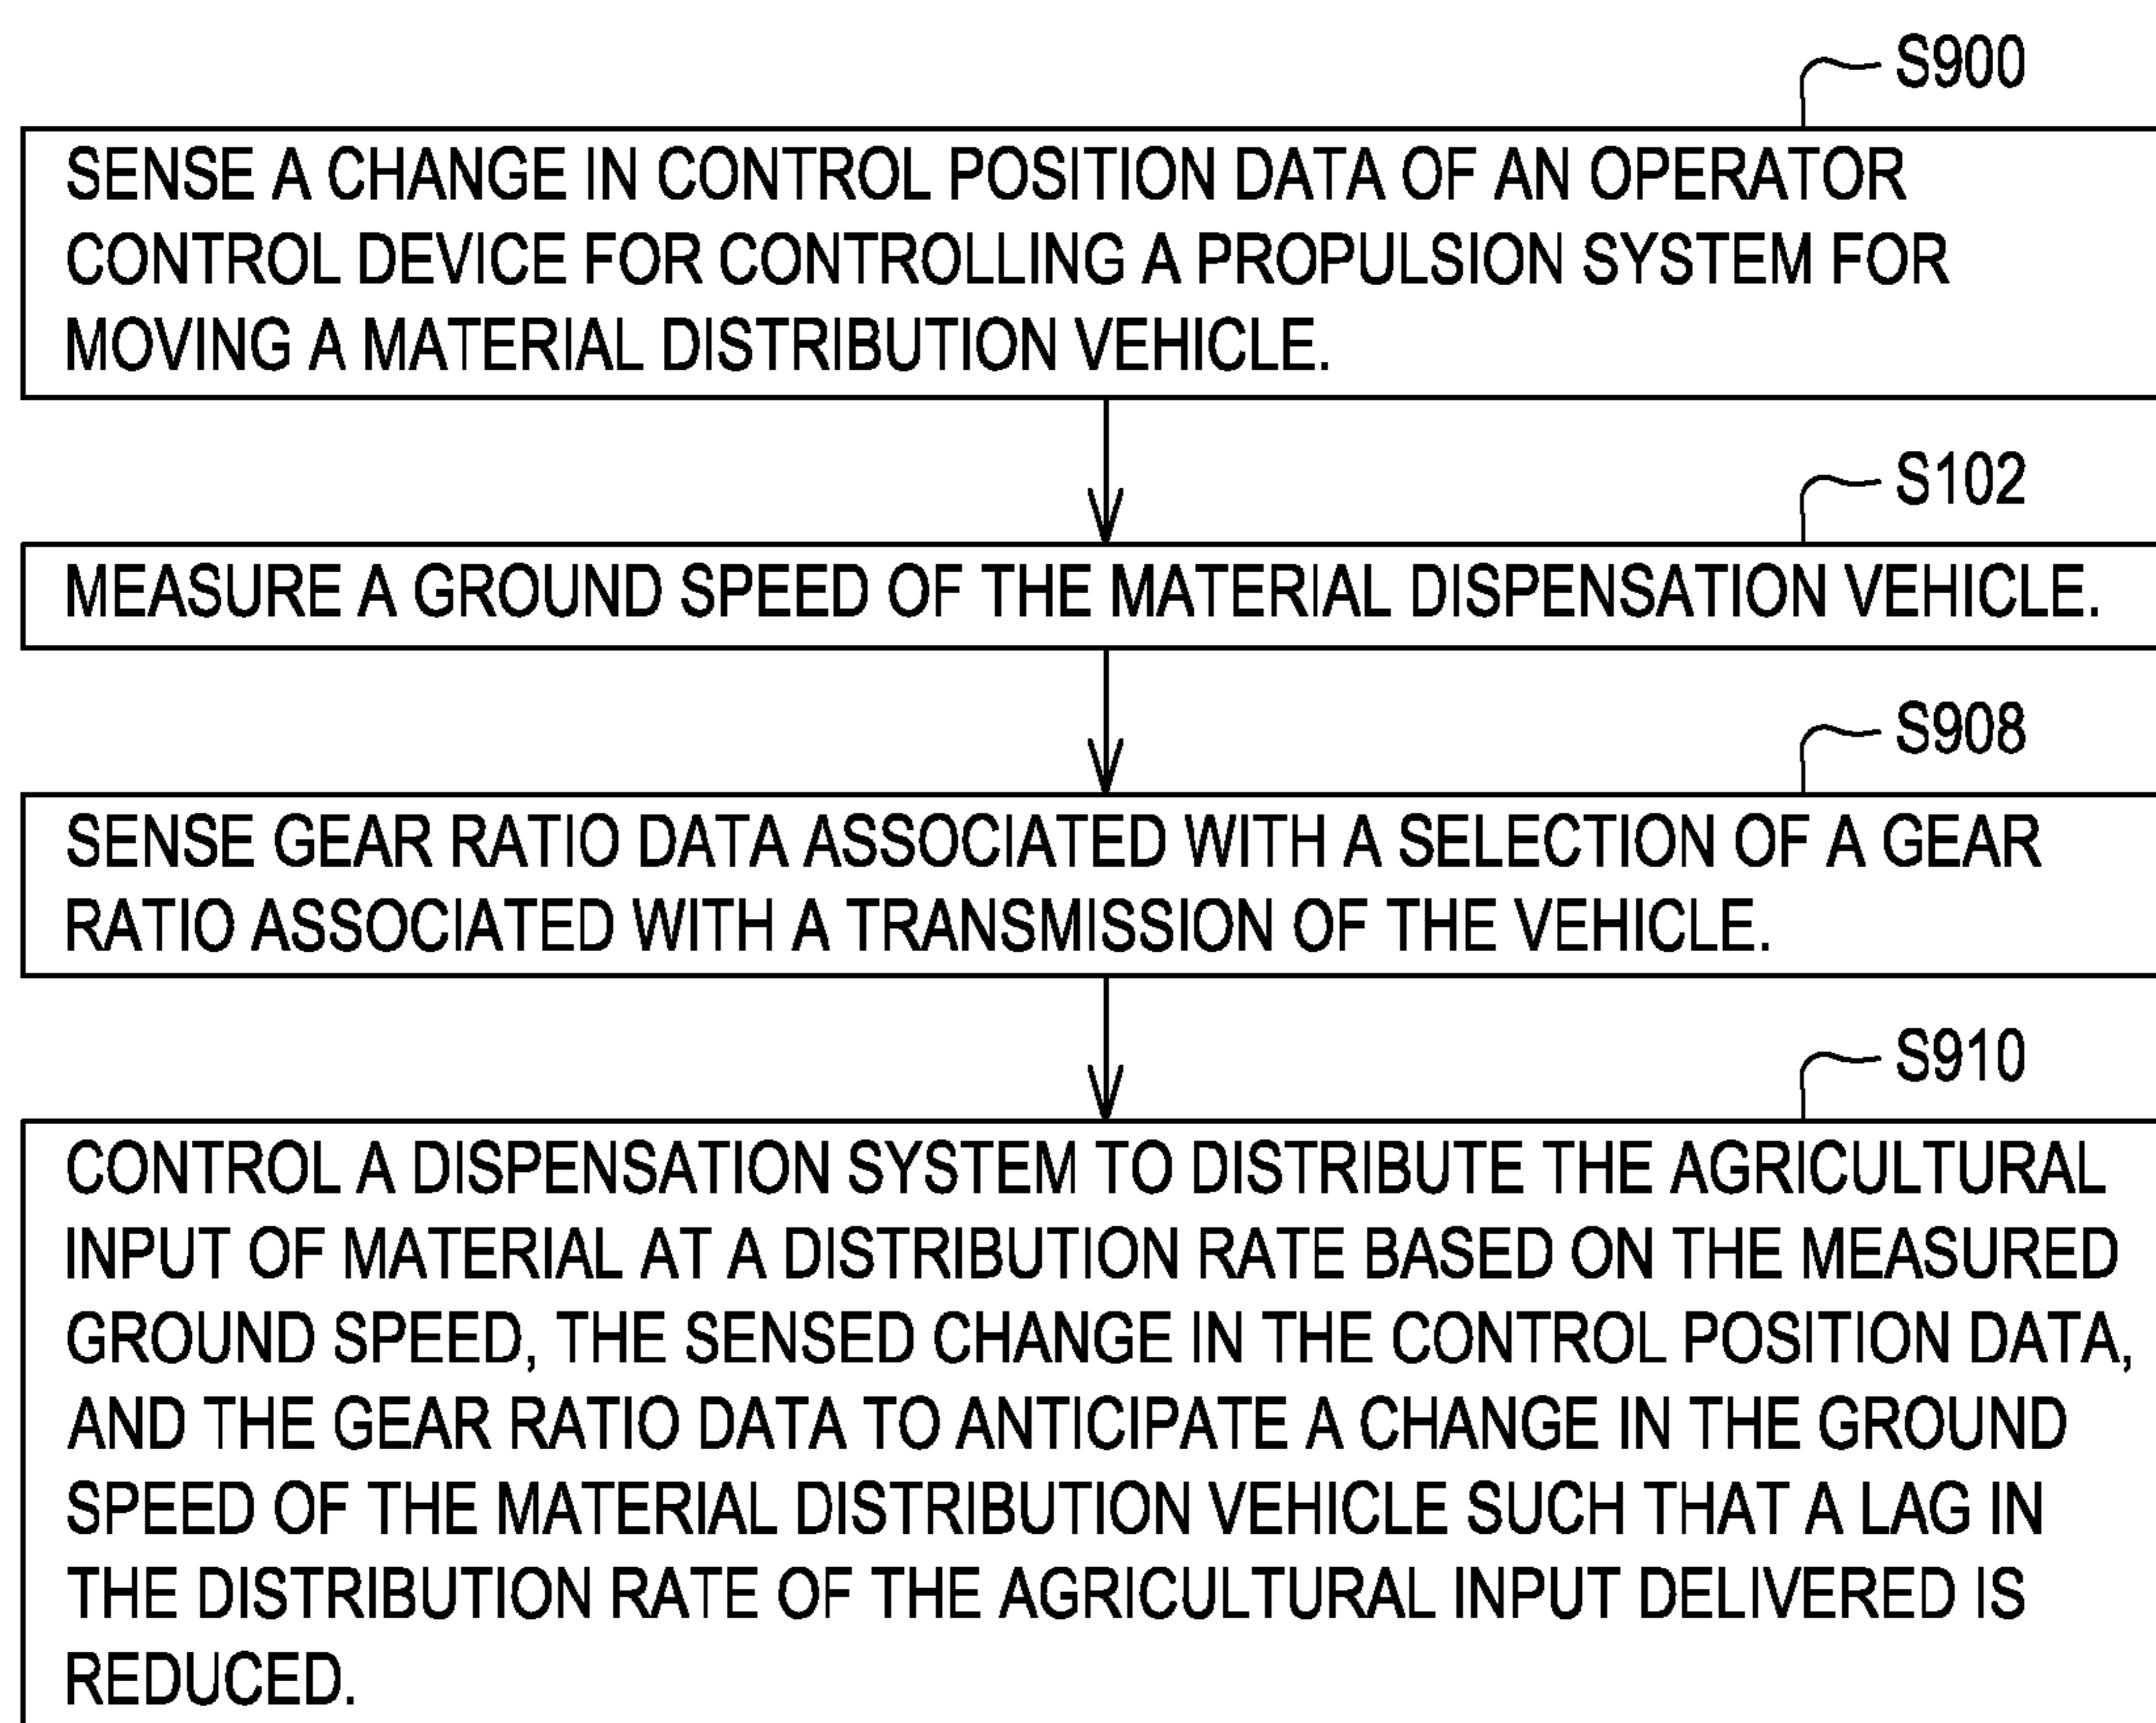 S900
SENSE A CHANGE IN CONTROL POSITION DATA OF AN OPERATOR
CONTROL DEVICE FOR CONTROLLING A PROPULSION SYSTEM FOR
MOVING A MATERIAL DISTRIBUTION VEHICLE.
S102
MEASURE A GROUND SPEED OF THE MATERIAL DISPENSATION VEHICLE.
S908
SENSE GEAR RATIO DATA ASSOCIATED WITH A SELECTION OF A GEAR
RATIO ASSOCIATED WITH A TRANSMISSION OF THE VEHICLE.
S910
CONTROL A DISPENSATION SYSTEM TO DISTRIBUTE THE AGRICULTURAL
INPUT OF MATERIAL AT A DISTRIBUTION RATE BASED ON THE MEASURED
GROUND SPEED, THE SENSED CHANGE IN THE CONTROL POSITION DATA,
AND THE GEAR RATIO DATA TO ANTICIPATE A CHANGE IN THE GROUND
SPEED OF THE MATERIAL DISTRIBUTION VEHICLE SUCH THAT A LAG IN
THE DISTRIBUTION RATE OF THE AGRICULTURAL INPUT DELIVERED IS
REDUCED.